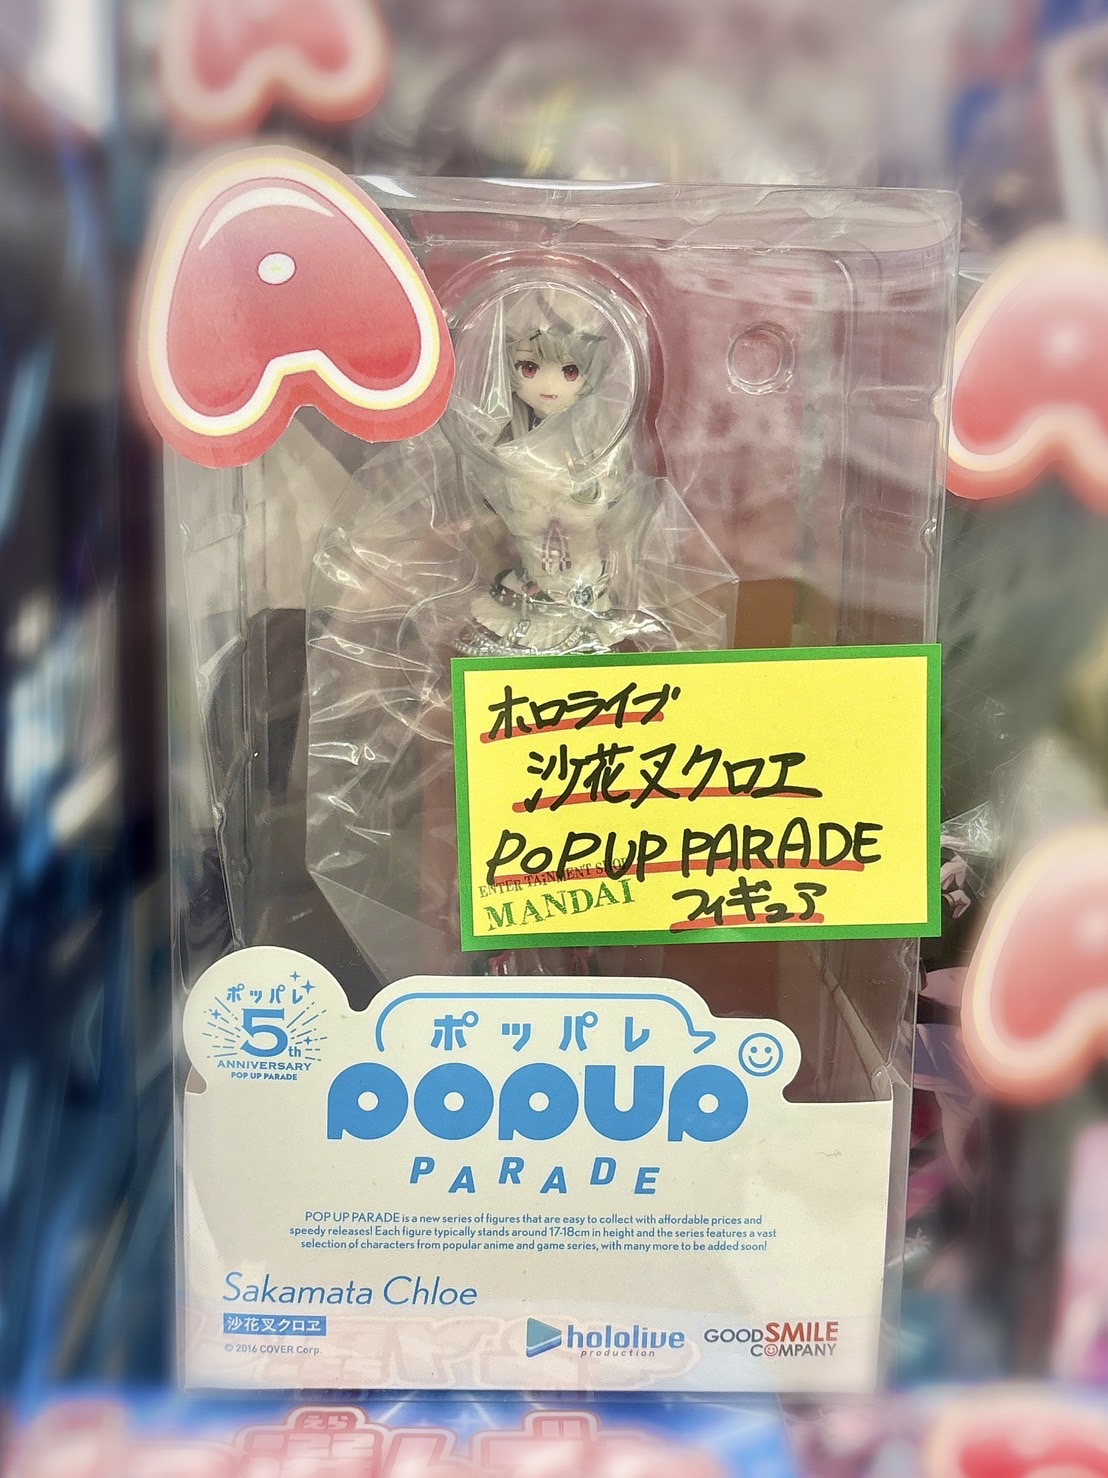 A
ホロライブ
沙花叉クロヱ
POPUP PARADE
フィギュア
ENTERTAINMENT SHOP
MANDAI
ポッパレ
5th
ANNIVERSARY
POP UP PARADE
ポッパレ
POPUP
PARADE
POP UP PARADE is a new series of figures that are easy to collect with affordable prices and
speedy releases! Each figure typically stands around 17-18cm in height and the series features a vast
selection of characters from popular anime and game series, with many more to be added soon!
Sakamata Chloe
沙花叉クロヱ
© 2016 COVER Corp.
hololive
production
GOOD SMILE
COMPANY